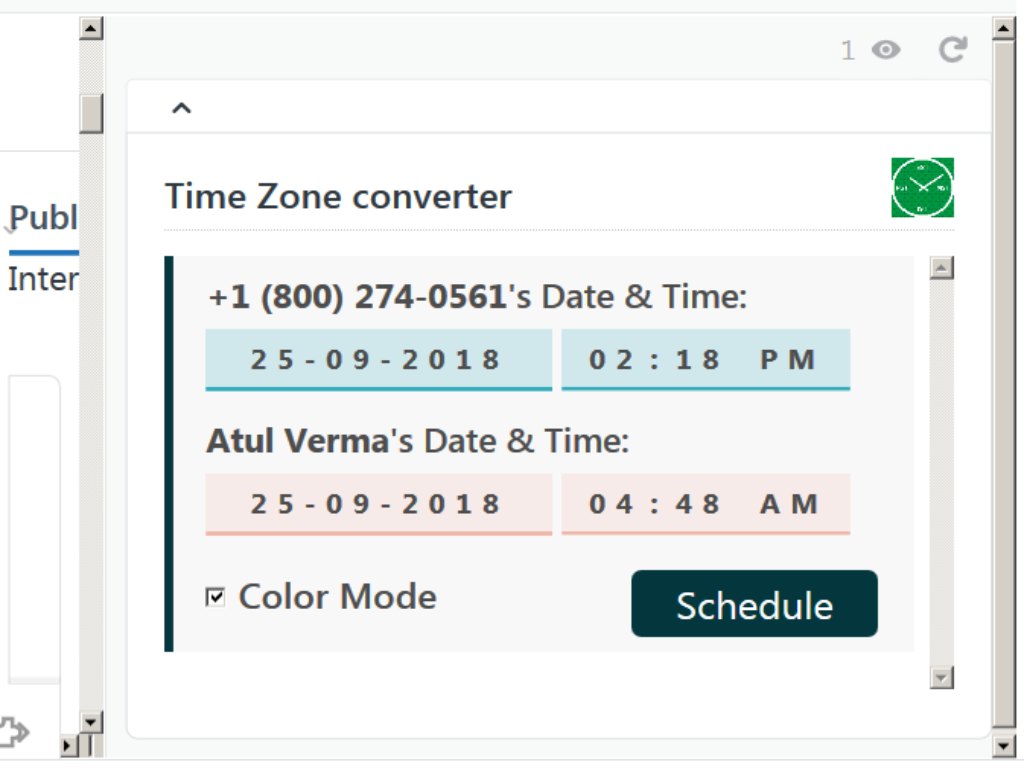 1
Time Zone converter
Publ
Inter
+1 (800) 274-0561's Date & Time:
25-09-2018 02:18 PM
Atul Verma's Date & Time:
25-09-2018 04:48 AM
Color Mode
Schedule